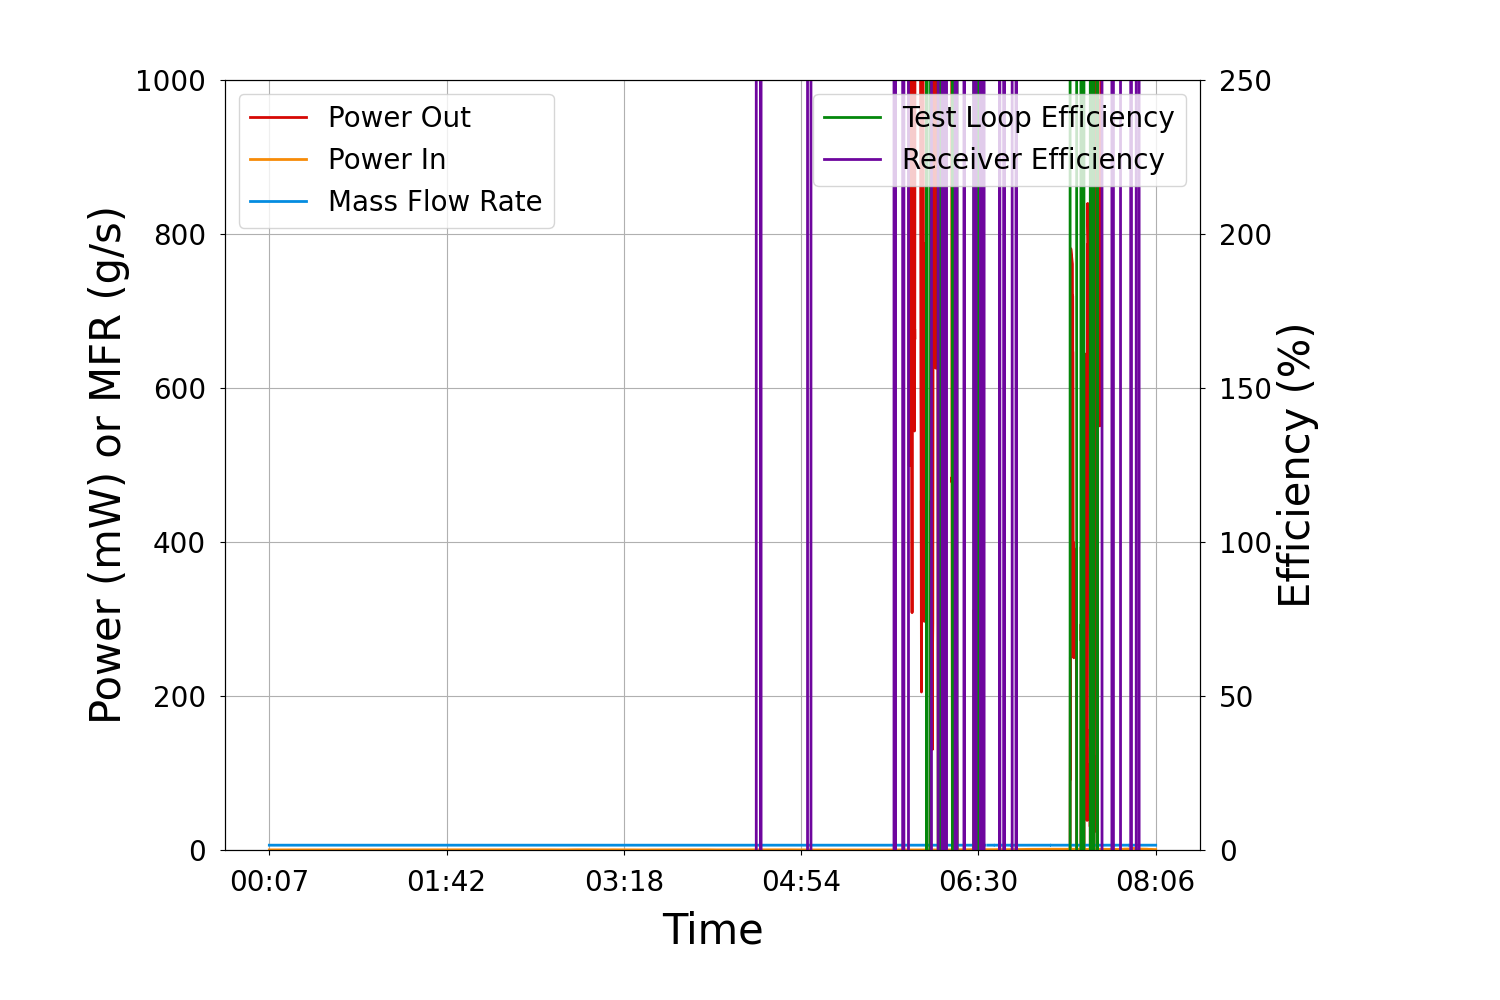 1000
800
600
400
200
0
Power (mW) or MFR (g/s)
Power Out
Power In
Mass Flow Rate
Test Loop Efficiency
Receiver Efficiency
250
200
150
100
50
0
Efficiency (%)
00:07 01:42 03:18 04:54 06:30 08:06
Time